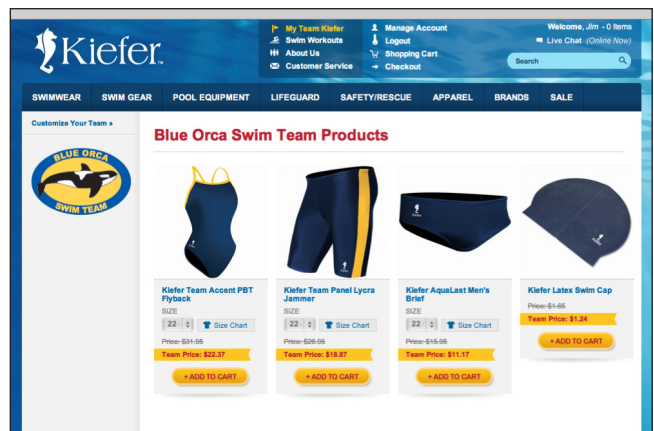 Kiefer
My Team Kiefer
Swim Workouts
About Us
Customer Service
Manage Account
Logout
Shopping Cart
Checkout
Welcome, Jim - 0 Items
Live Chat (Online Now)
Search
SWIMWEAR SWIM GEAR POOL EQUIPMENT LIFEGUARD SAFETY/RESCUE APPAREL BRANDS SALE
Customize Your Team »
BLUE ORCA
SWIM TEAM
Blue Orca Swim Team Products
Kiefer Team Accent PBT
Flyback
SIZE
22 Size Chart
Price: $31.95
Team Price: $22.37
+ ADD TO CART
Kiefer Team Panel Lycra
Jammer
SIZE
22 Size Chart
Price: $26.95
Team Price: $18.87
+ ADD TO CART
Kiefer AquaLast Men's
Brief
SIZE
22 Size Chart
Price: $15.95
Team Price: $11.17
+ ADD TO CART
Kiefer Latex Swim Cap
Price: $1.65
Team Price: $1.24
+ ADD TO CART